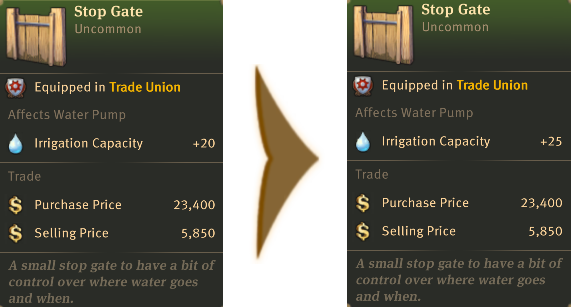 Stop Gate
Uncommon
Equipped in Trade Union
Affects Water Pump
Irrigation Capacity +20
Trade
Purchase Price 23,400
Selling Price 5,850
A small stop gate to have a bit of
control over where water goes
and when.
Stop Gate
Uncommon
Equipped in Trade Union
Affects Water Pump
Irrigation Capacity +25
Trade
Purchase Price 23,400
Selling Price 5,850
A small stop gate to have a bit of
control over where water goes
and when.